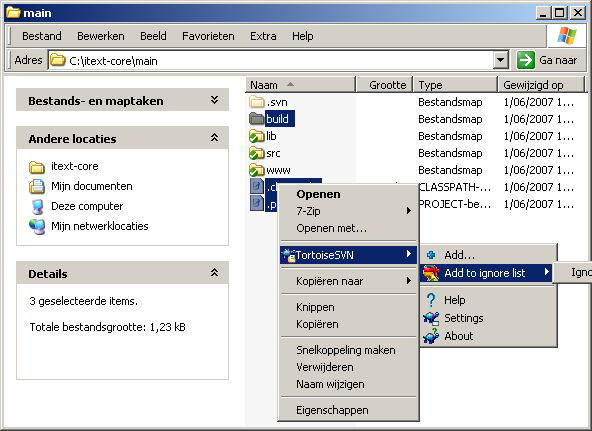 main
Bestand Bewerken Beeld Favorieten Extra Help
Adres C:\itext-core\main Ga naar
Bestands- en maptaken
Andere locaties
itext-core
Mijn documenten
Deze computer
Mijn netwerklocaties
Details
3 geselecteerde items.
Totale bestandsgrootte: 1,23 kB
Naam Grootte Type Gewijzigd op
.svn Bestandsmap 1/06/2007 1...
build Bestandsmap 1/06/2007 1...
lib Bestandsmap 1/06/2007 1...
src Bestandsmap 1/06/2007 1...
www Bestandsmap 1/06/2007 1...
CLASSPATH-... 1/06/2007 1...
PROJECT-be... 1/06/2007 1...
Openen
7-Zip
Openen met...
TortoiseSVN
Kopiëren naar
Knippen
Kopiëren
Snelkoppeling maken
Verwijderen
Naam wijzigen
Eigenschappen
Add...
Add to ignore list
Help
Settings
About